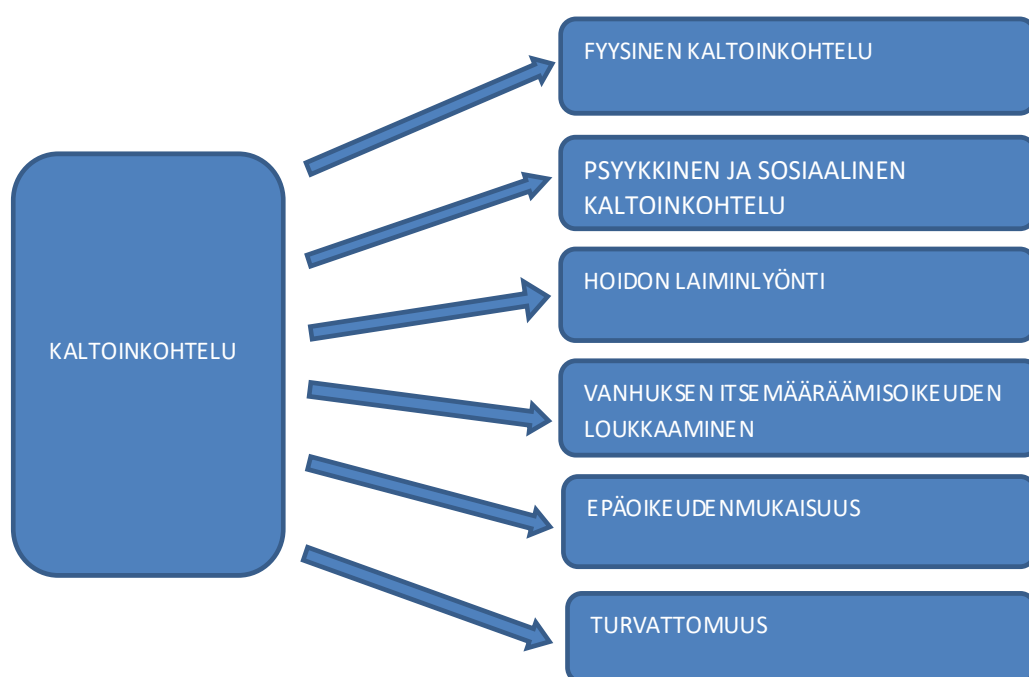 FYYSINEN KALTOINKOHTELU
PSYYKKINEN JA SOSIAALINEN
KALTOINKOHTELU
HOIDON LAIMINLYÖNTI
KALTOINKOHTELU
VANHUKSEN ITSEMÄÄRÄÄMISOIKEUDEN
LOUKKAAMINEN
EPÄOIKEUDENMUKAISUUS
TURVATTOMUUS